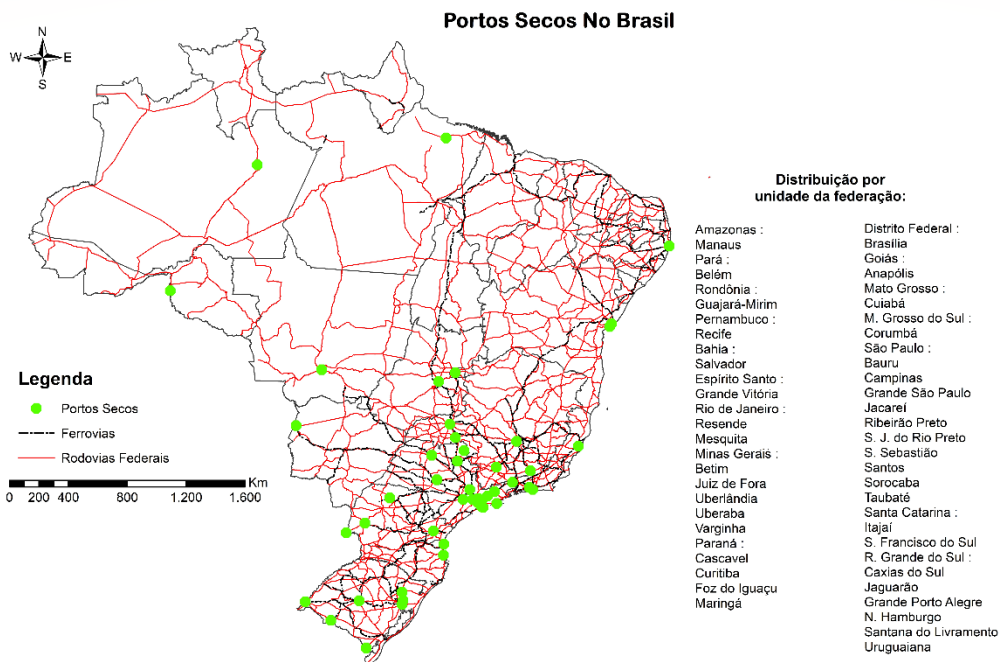 Portos Secos No Brasil
N
W E
S
Legenda
Portos Secos
Ferrovias
Rodovias Federais
Km
0 200 400 800 1.200 1.600
Distribuição por
unidade da federação:
Amazonas :
Manaus
Pará :
Belém
Rondônia :
Guajará-Mirim
Pernambuco :
Recife
Bahia :
Salvador
Espírito Santo :
Grande Vitória
Rio de Janeiro :
Resende
Mesquita
Minas Gerais :
Betim
Juiz de Fora
Uberlândia
Uberaba
Varginha
Paraná :
Cascavel
Curitiba
Foz do Iguaçu
Maringá
Distrito Federal :
Brasília
Goiás :
Anapólis
Mato Grosso :
Cuiabá
M. Grosso do Sul :
Corumbá
São Paulo :
Bauru
Campinas
Grande São Paulo
Jacareí
Ribeirão Preto
S. J. do Rio Preto
S. Sebastião
Santos
Sorocaba
Taubaté
Santa Catarina :
Itajaí
S. Francisco do Sul
R. Grande do Sul :
Caxias do Sul
Jaguarão
Grande Porto Alegre
N. Hamburgo
Santana do Livramento
Uruguaiana